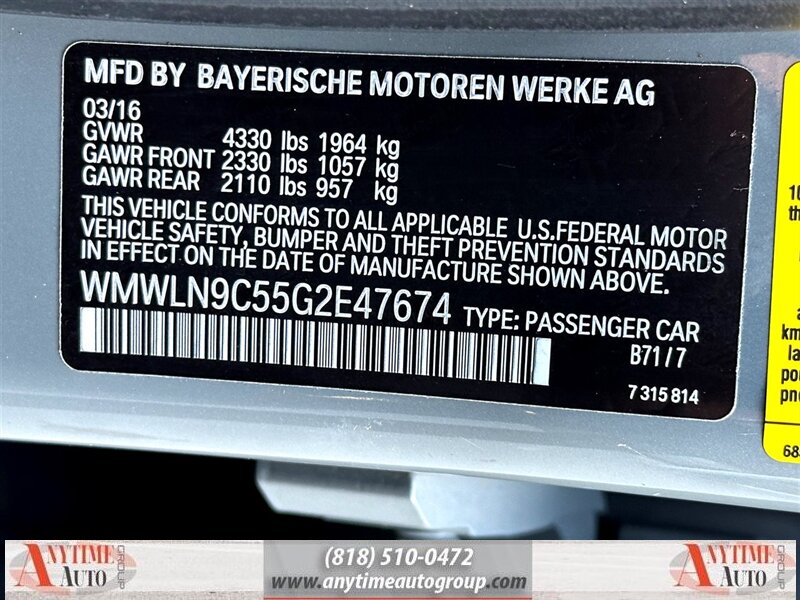 MFD BY BAYERISCHE MOTOREN WERKE AG
03/16
GVWR 4330 lbs 1964 kg
GAWR FRONT 2330 lbs 1057 kg
GAWR REAR 2110 lbs 957 kg
THIS VEHICLE CONFORMS TO ALL APPLICABLE U.S.FEDERAL MOTOR
VEHICLE SAFETY, BUMPER AND THEFT PREVENTION STANDARDS
IN EFFECT ON THE DATE OF MANUFACTURE SHOWN ABOVE.
WMWLN9C55G2E47674 TYPE: PASSENGER CAR
B71/7
7 315 814
km
ANYTIME AUTO GROUP
(818) 510-0472
www.anytimeautogroup.com
ANYTIME AUTO GROUP